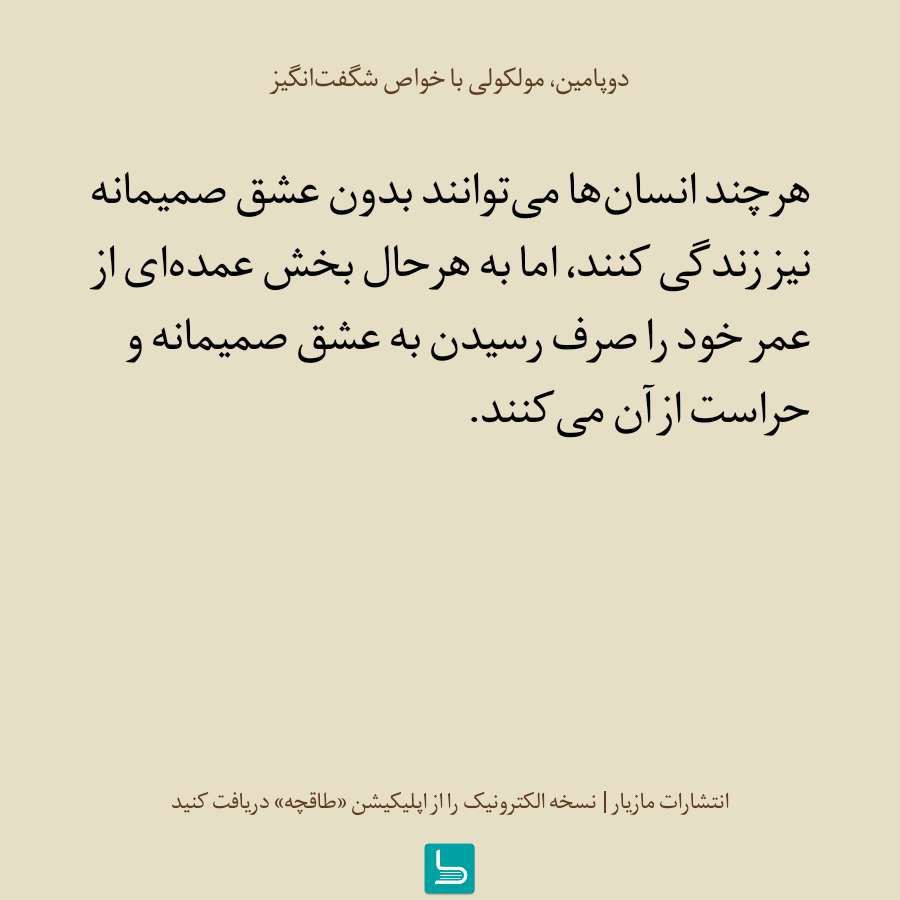 دوپامین، مولکولی با خواص شگفت‌انگیز
هرچند انسان‌ها می‌توانند بدون عشق صمیمانه
نیز زندگی کنند، اما به هرحال بخش عمده‌ای از
عمر خود را صرف رسیدن به عشق صمیمانه و
حراست از آن می‌کنند.
انتشارات مازیار | نسخه الکترونیک را از اپلیکیشن «طاقچه» دریافت کنید